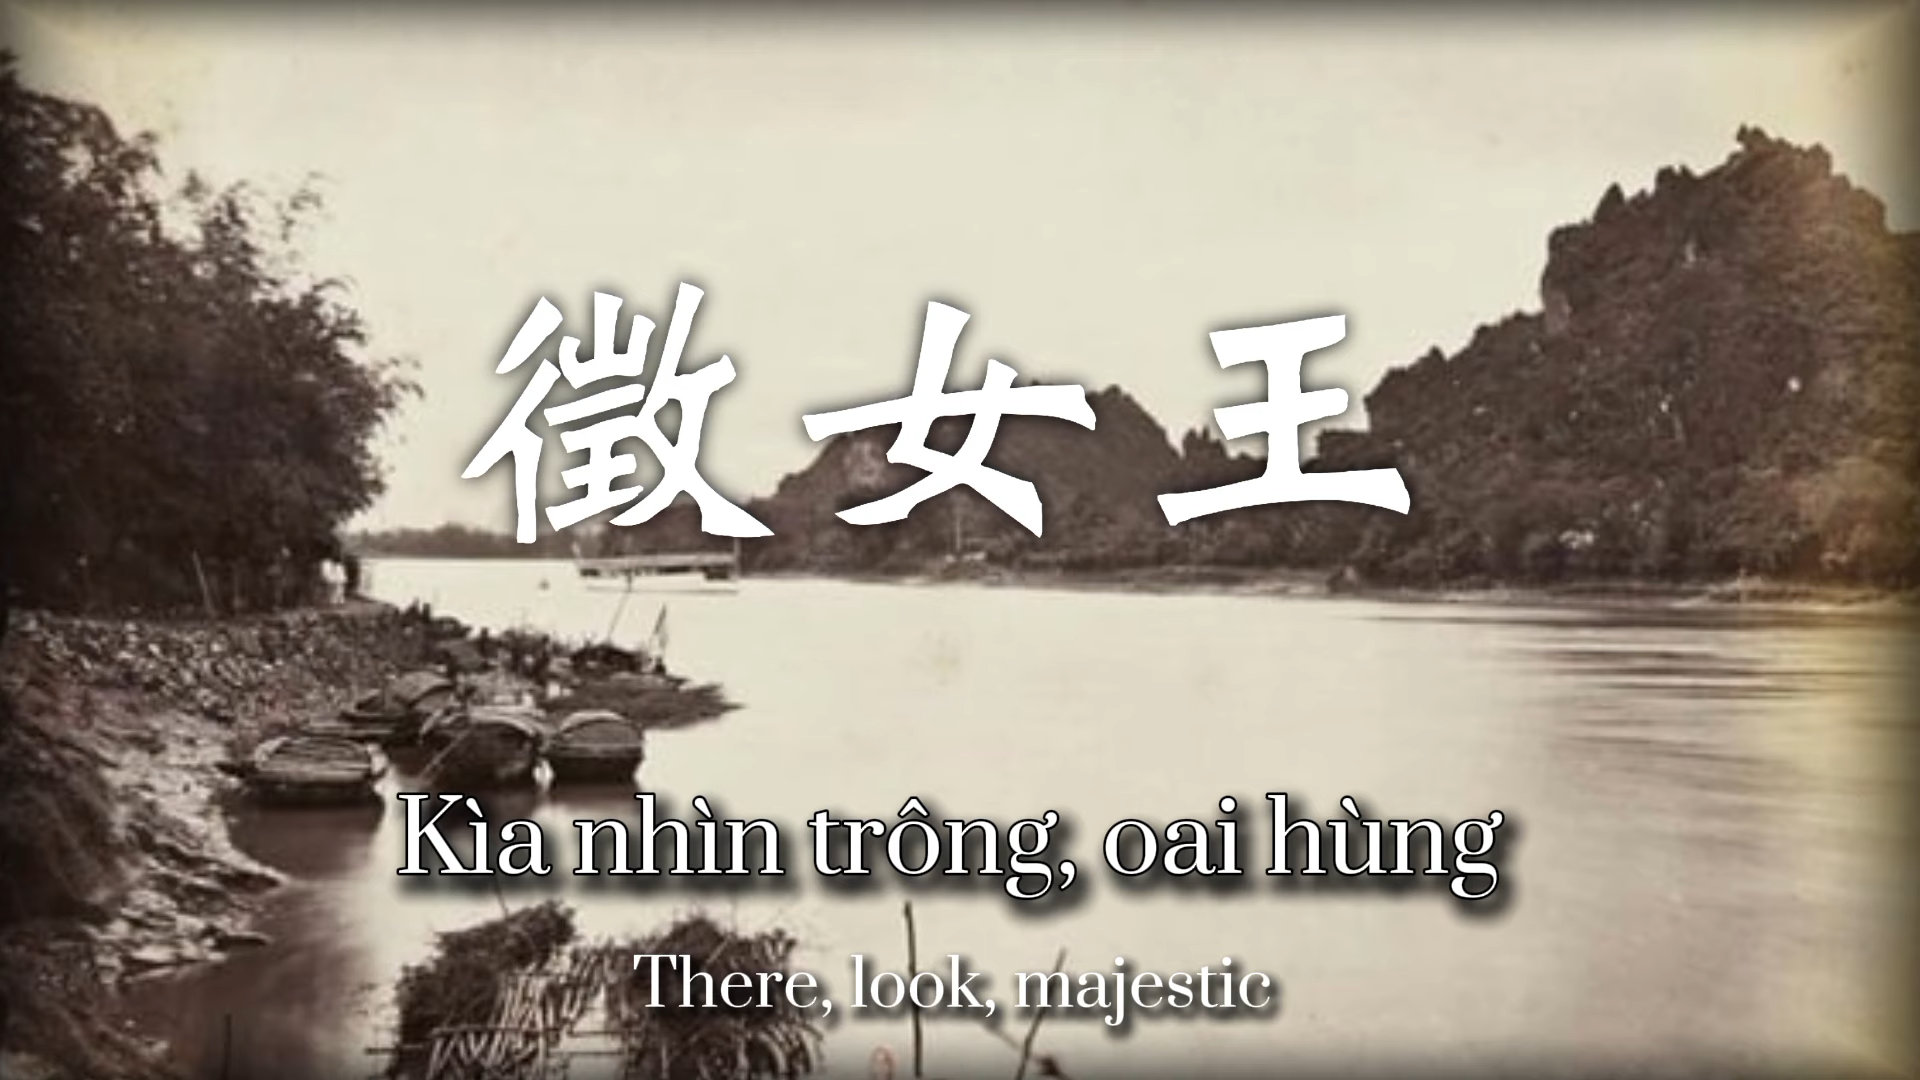 徵女王
Kìa nhìn trông, oai hùng
There, look, majestic